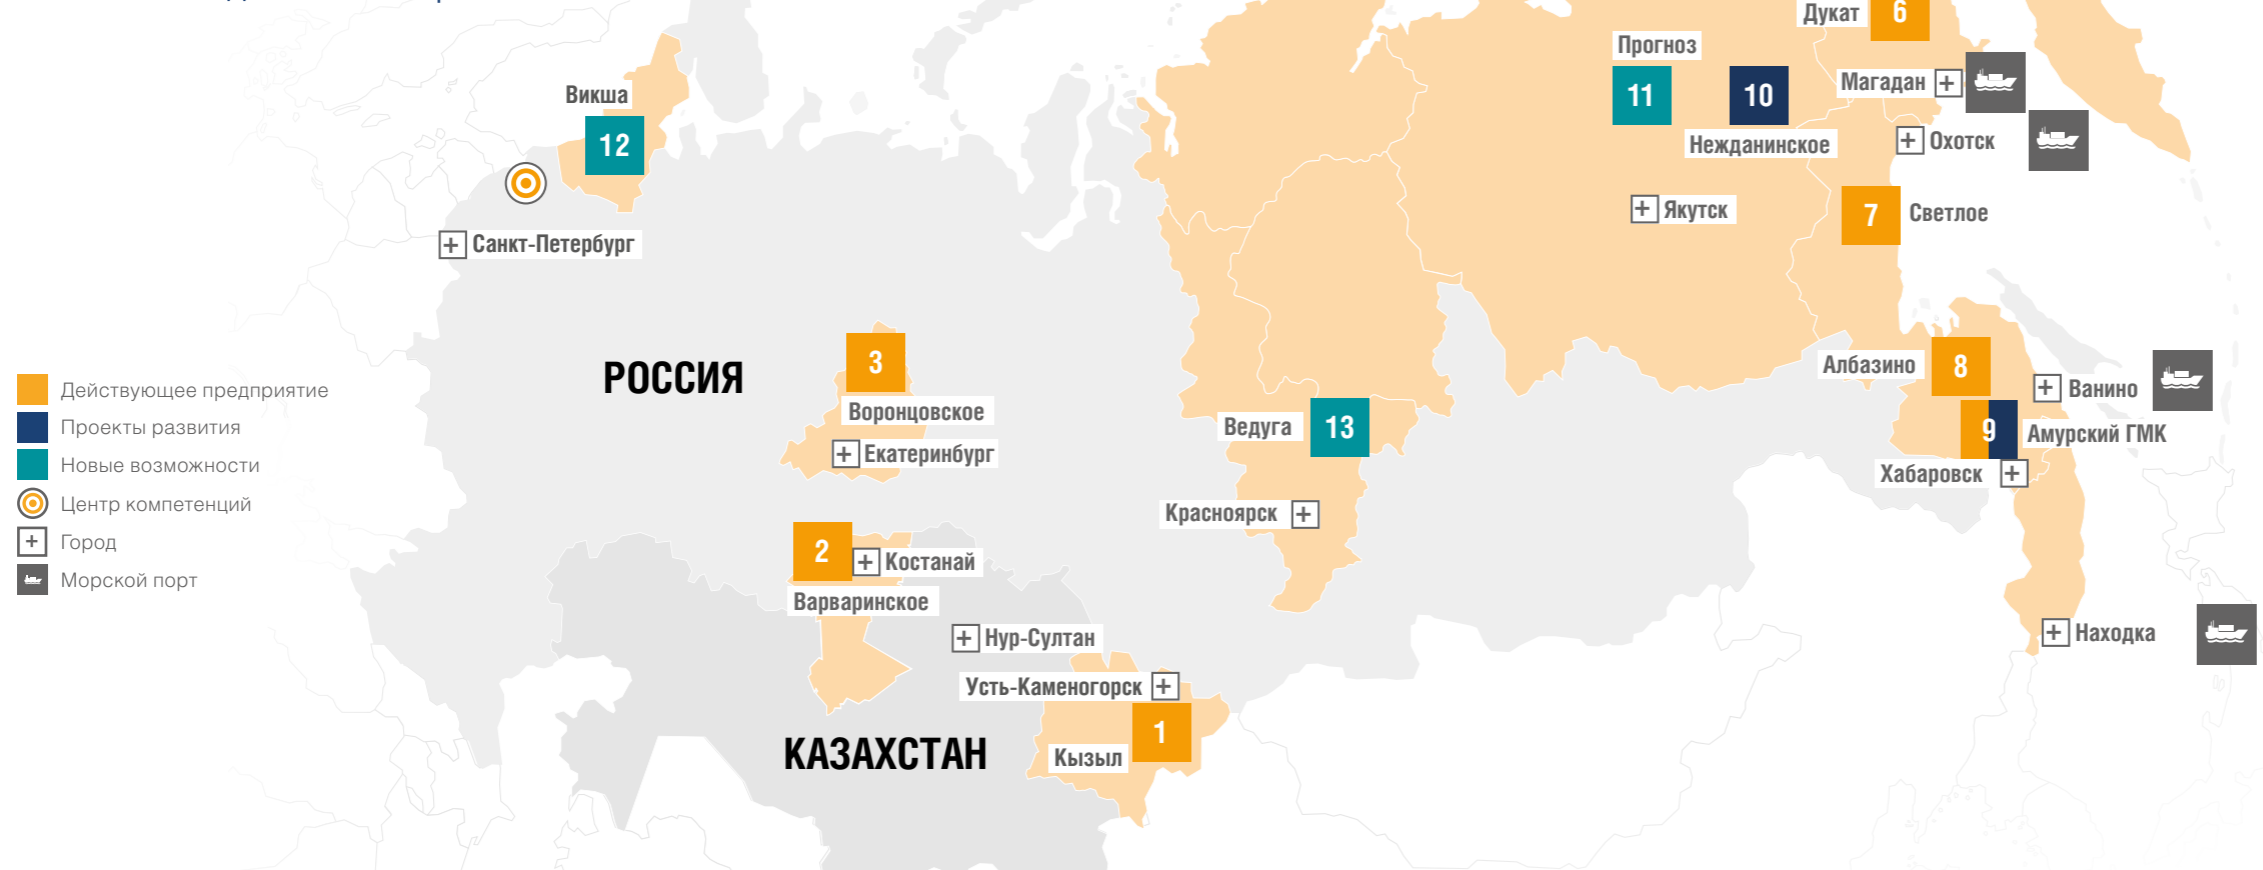 Дукат
6
Прогноз
11
10
Магадан
Викша
12
Нежданинское
Охотск
Якутск
7
Светлое
Санкт-Петербург
РОССИЯ
3
Воронцовское
Екатеринбург
Албазино
8
Ванино
Ведуга
13
9
Амурский ГМК
Хабаровск
Красноярск
Действующее предприятие
Проекты развития
Новые возможности
Центр компетенций
Город
Морской порт
2
Костанай
Варваринское
Нур-Султан
Находка
Усть-Каменогорск
КАЗАХСТАН
1
Кызыл